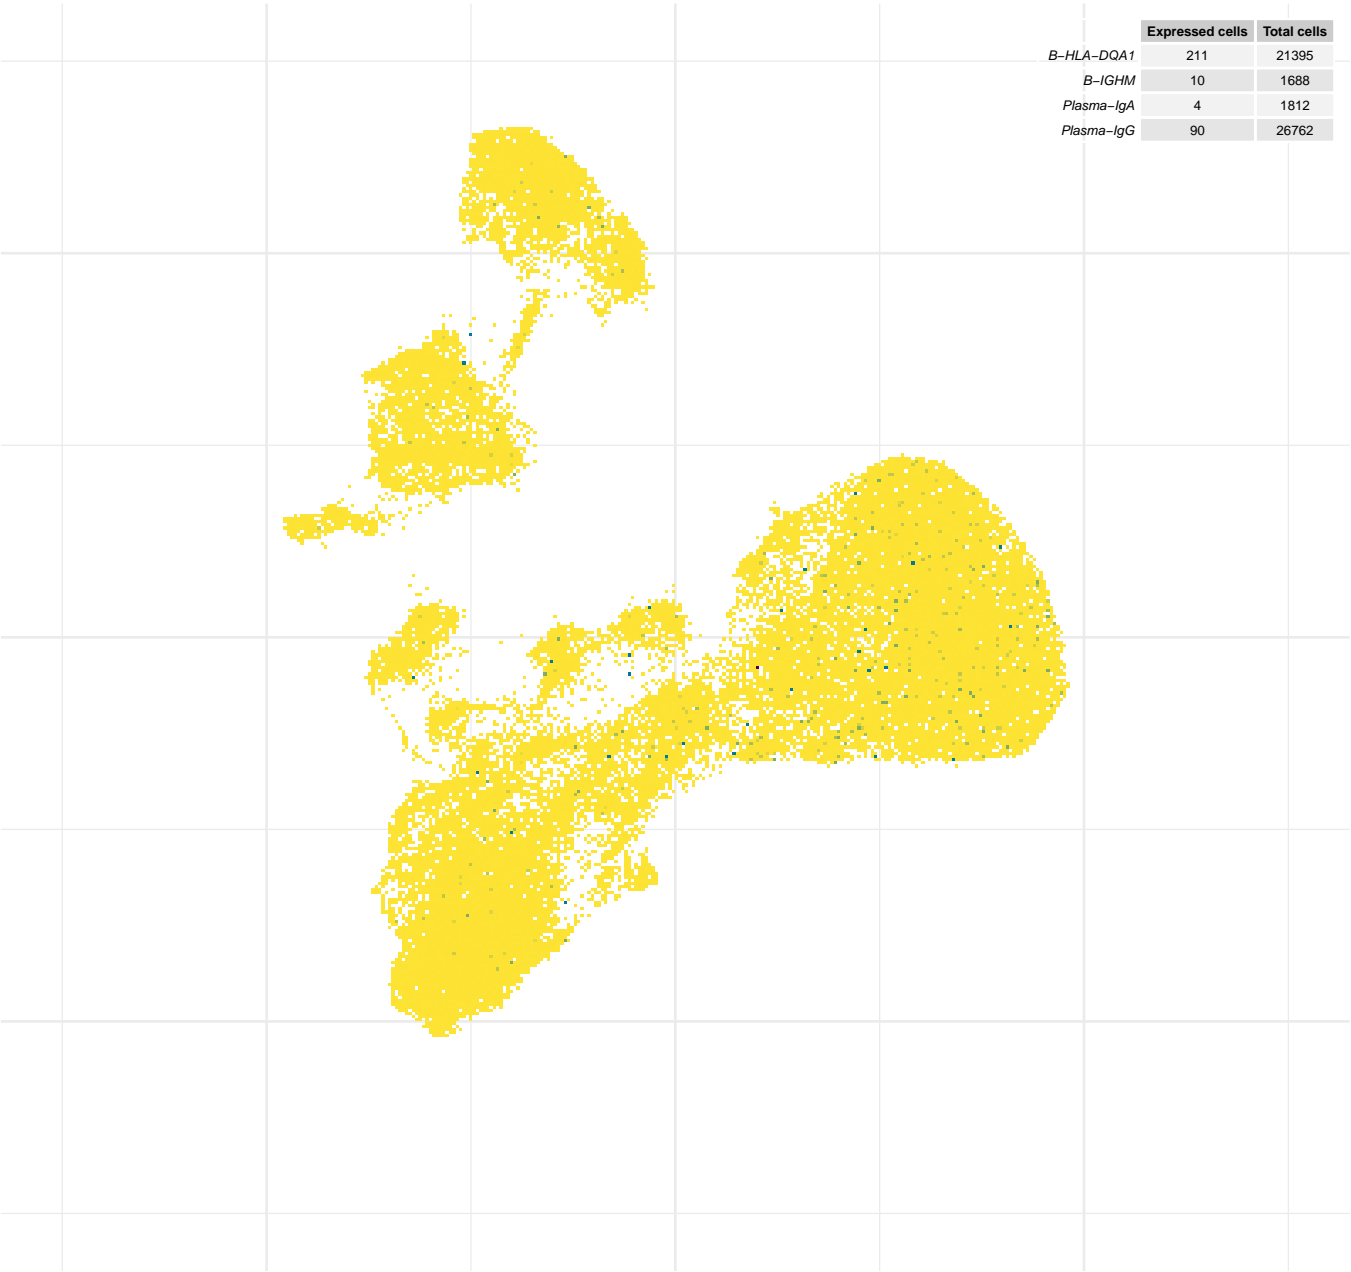 Expressed cells Total cells
B−HLA−DQA1 211 21395
B−IGHM 10 1688
Plasma−IgA 4 1812
Plasma−IgG 90 26762